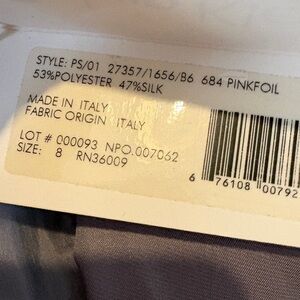 STYLE: PS/01 27357/1656/B6 684 PINKFOIL
53%POLYESTER 47%SILK
MADE IN ITALY
FABRIC ORIGIN ITALY
LOT # 000093 NPO.007062
SIZE: 8 RN36009
6 76108 00792